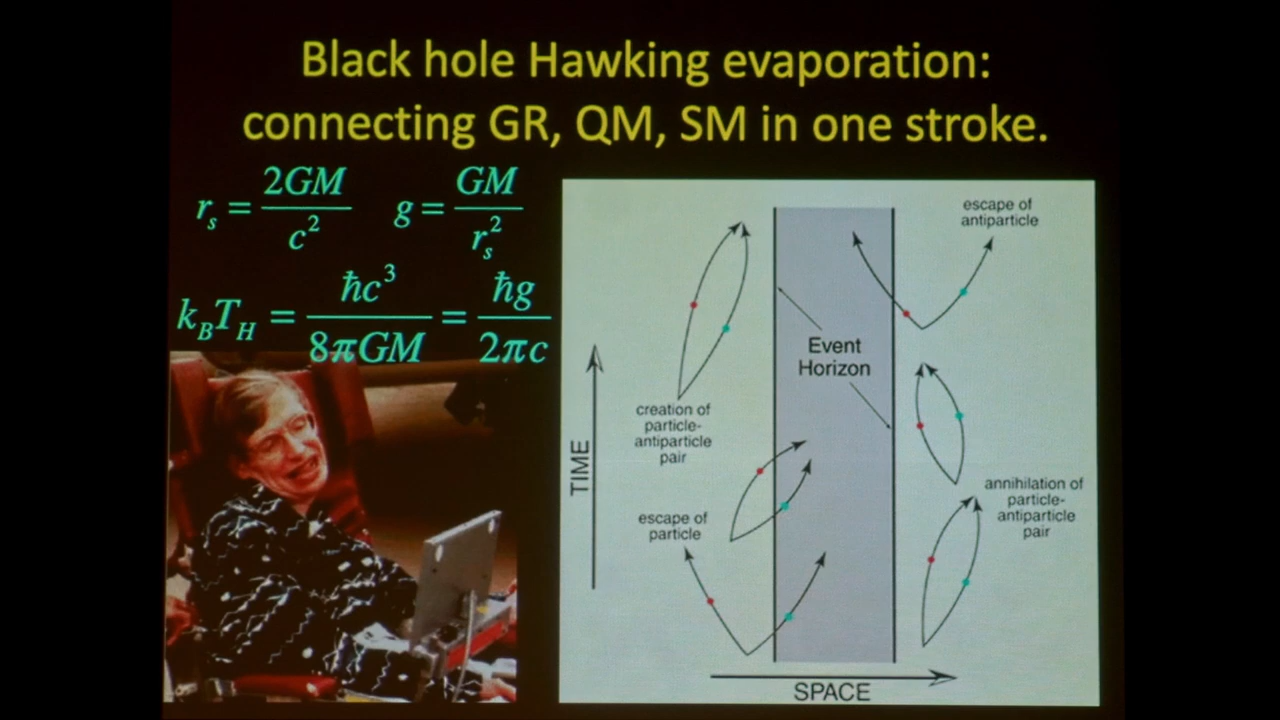 Black hole Hawking evaporation:
connecting GR, QM, SM in one stroke.
r_s = 2GM / c^2    g = GM / r_s^2
k_B T_H = ħc^3 / 8πGM = ħg / 2πc
escape of
antiparticle
Event
Horizon
creation of
particle-
antiparticle
pair
TIME
annihilation of
particle-
antiparticle
pair
escape of
particle
SPACE